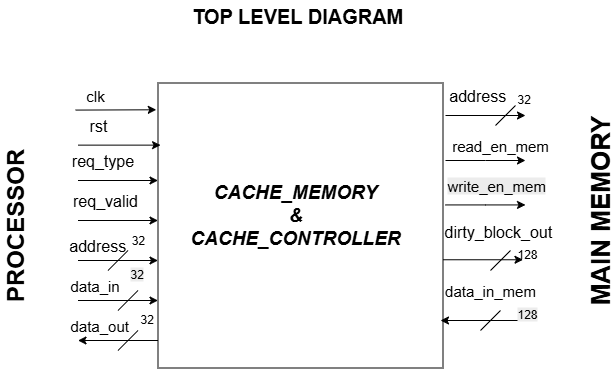 TOP LEVEL DIAGRAM
PROCESSOR
clk
rst
req_type
req_valid
address 32
data_in 32
data_out 32
CACHE_MEMORY
&
CACHE_CONTROLLER
address 32
read_en_mem
write_en_mem
dirty_block_out
128
data_in_mem
128
MAIN MEMORY